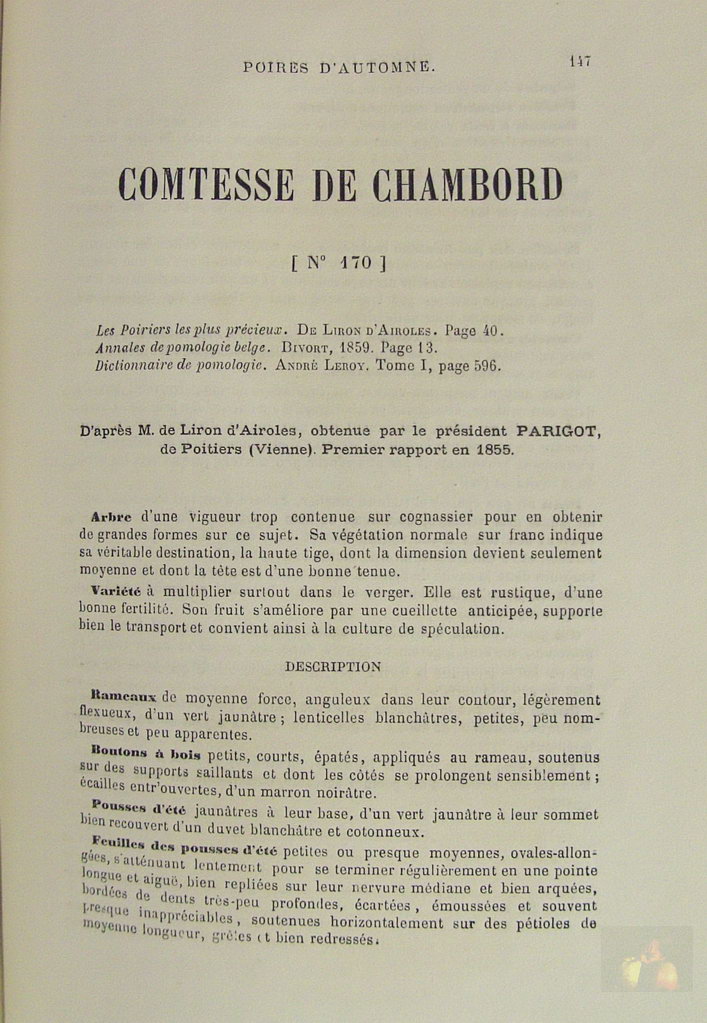 POIRES D'AUTOMNE. 147
COMTESSE DE CHAMBORD
[ N° 170 ]
Les Poiriers les plus précieux. DE LIRON D'AIROLES. Page 40.
Annales de pomologie belge. BIVORT, 1859. Page 13.
Dictionnaire de pomologie. ANDRÉ LEROY. Tome I, page 596.
D'après M. de Liron d'Airoles, obtenue par le président PARIGOT,
de Poitiers (Vienne). Premier rapport en 1855.
Arbre d'une vigueur trop contenue sur cognassier pour en obtenir
de grandes formes sur ce sujet. Sa végétation normale sur franc indique
sa véritable destination, la haute tige, dont la dimension devient seulement
moyenne et dont la tête est d'une bonne tenue.
Variété à multiplier surtout dans le verger. Elle est rustique, d'une
bonne fertilité. Son fruit s'améliore par une cueillette anticipée, supporte
bien le transport et convient ainsi à la culture de spéculation.
DESCRIPTION
Rameaux de moyenne force, anguleux dans leur contour, légèrement
flexueux, d'un vert jaunâtre ; lenticelles blanchâtres, petites, peu nom-
breuses et peu apparentes.
Boutons à bois petits, courts, épatés, appliqués au rameau, soutenus
sur des supports saillants et dont les côtés se prolongent sensiblement ;
écailles entr'ouvertes, d'un marron noirâtre.
Pousses d'été jaunâtres à leur base, d'un vert jaunâtre à leur sommet
bien recouvert d'un duvet blanchâtre et cotonneux.
Feuilles des pousses d'été petites ou presque moyennes, ovales-allon-
gées, s'atténuant lentement pour se terminer régulièrement en une pointe
longue et aiguë, bien repliées sur leur nervure médiane et bien arquées,
bordées de dents très-peu profondes, écartées, émoussées et souvent
presque inappréciables, soutenues horizontalement sur des pétioles de
moyenne longueur, grêles et bien redressés.